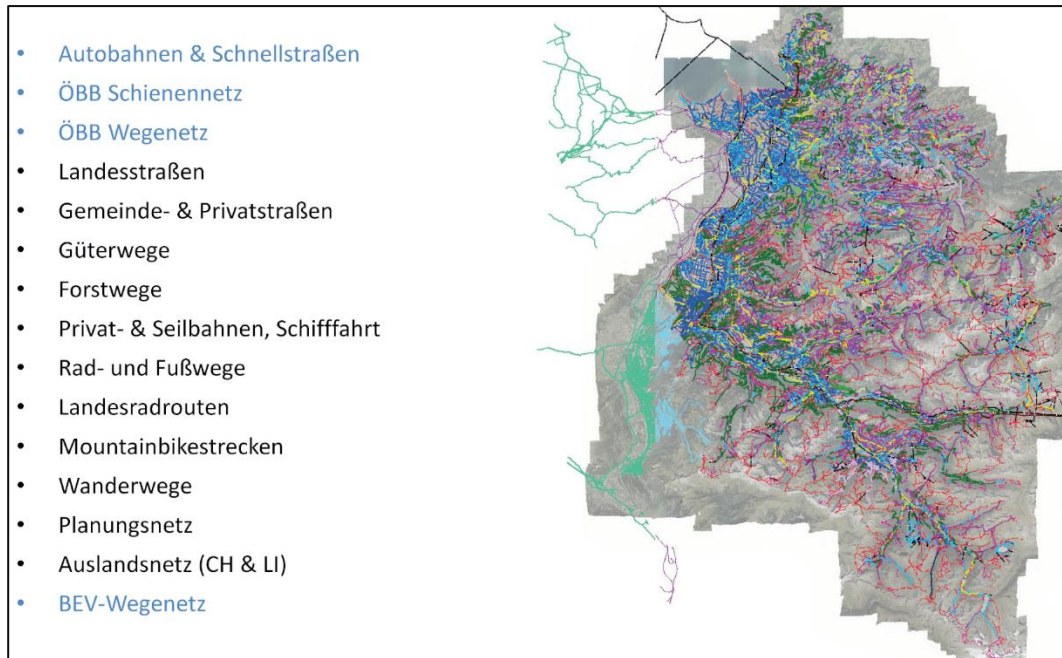 • Autobahnen & Schnellstraßen
• ÖBB Schienennetz
• ÖBB Wegenetz
• Landesstraßen
• Gemeinde- & Privatstraßen
• Güterwege
• Forstwege
• Privat- & Seilbahnen, Schifffahrt
• Rad- und Fußwege
• Landesradrouten
• Mountainbikestrecken
• Wanderwege
• Planungsnetz
• Auslandsnetz (CH & LI)
• BEV-Wegenetz